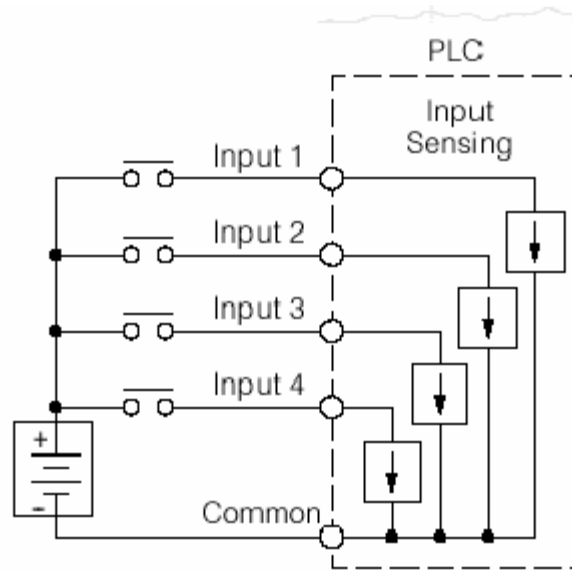 PLC
Input
Sensing
Input 1
Input 2
Input 3
Input 4
+
-
Common